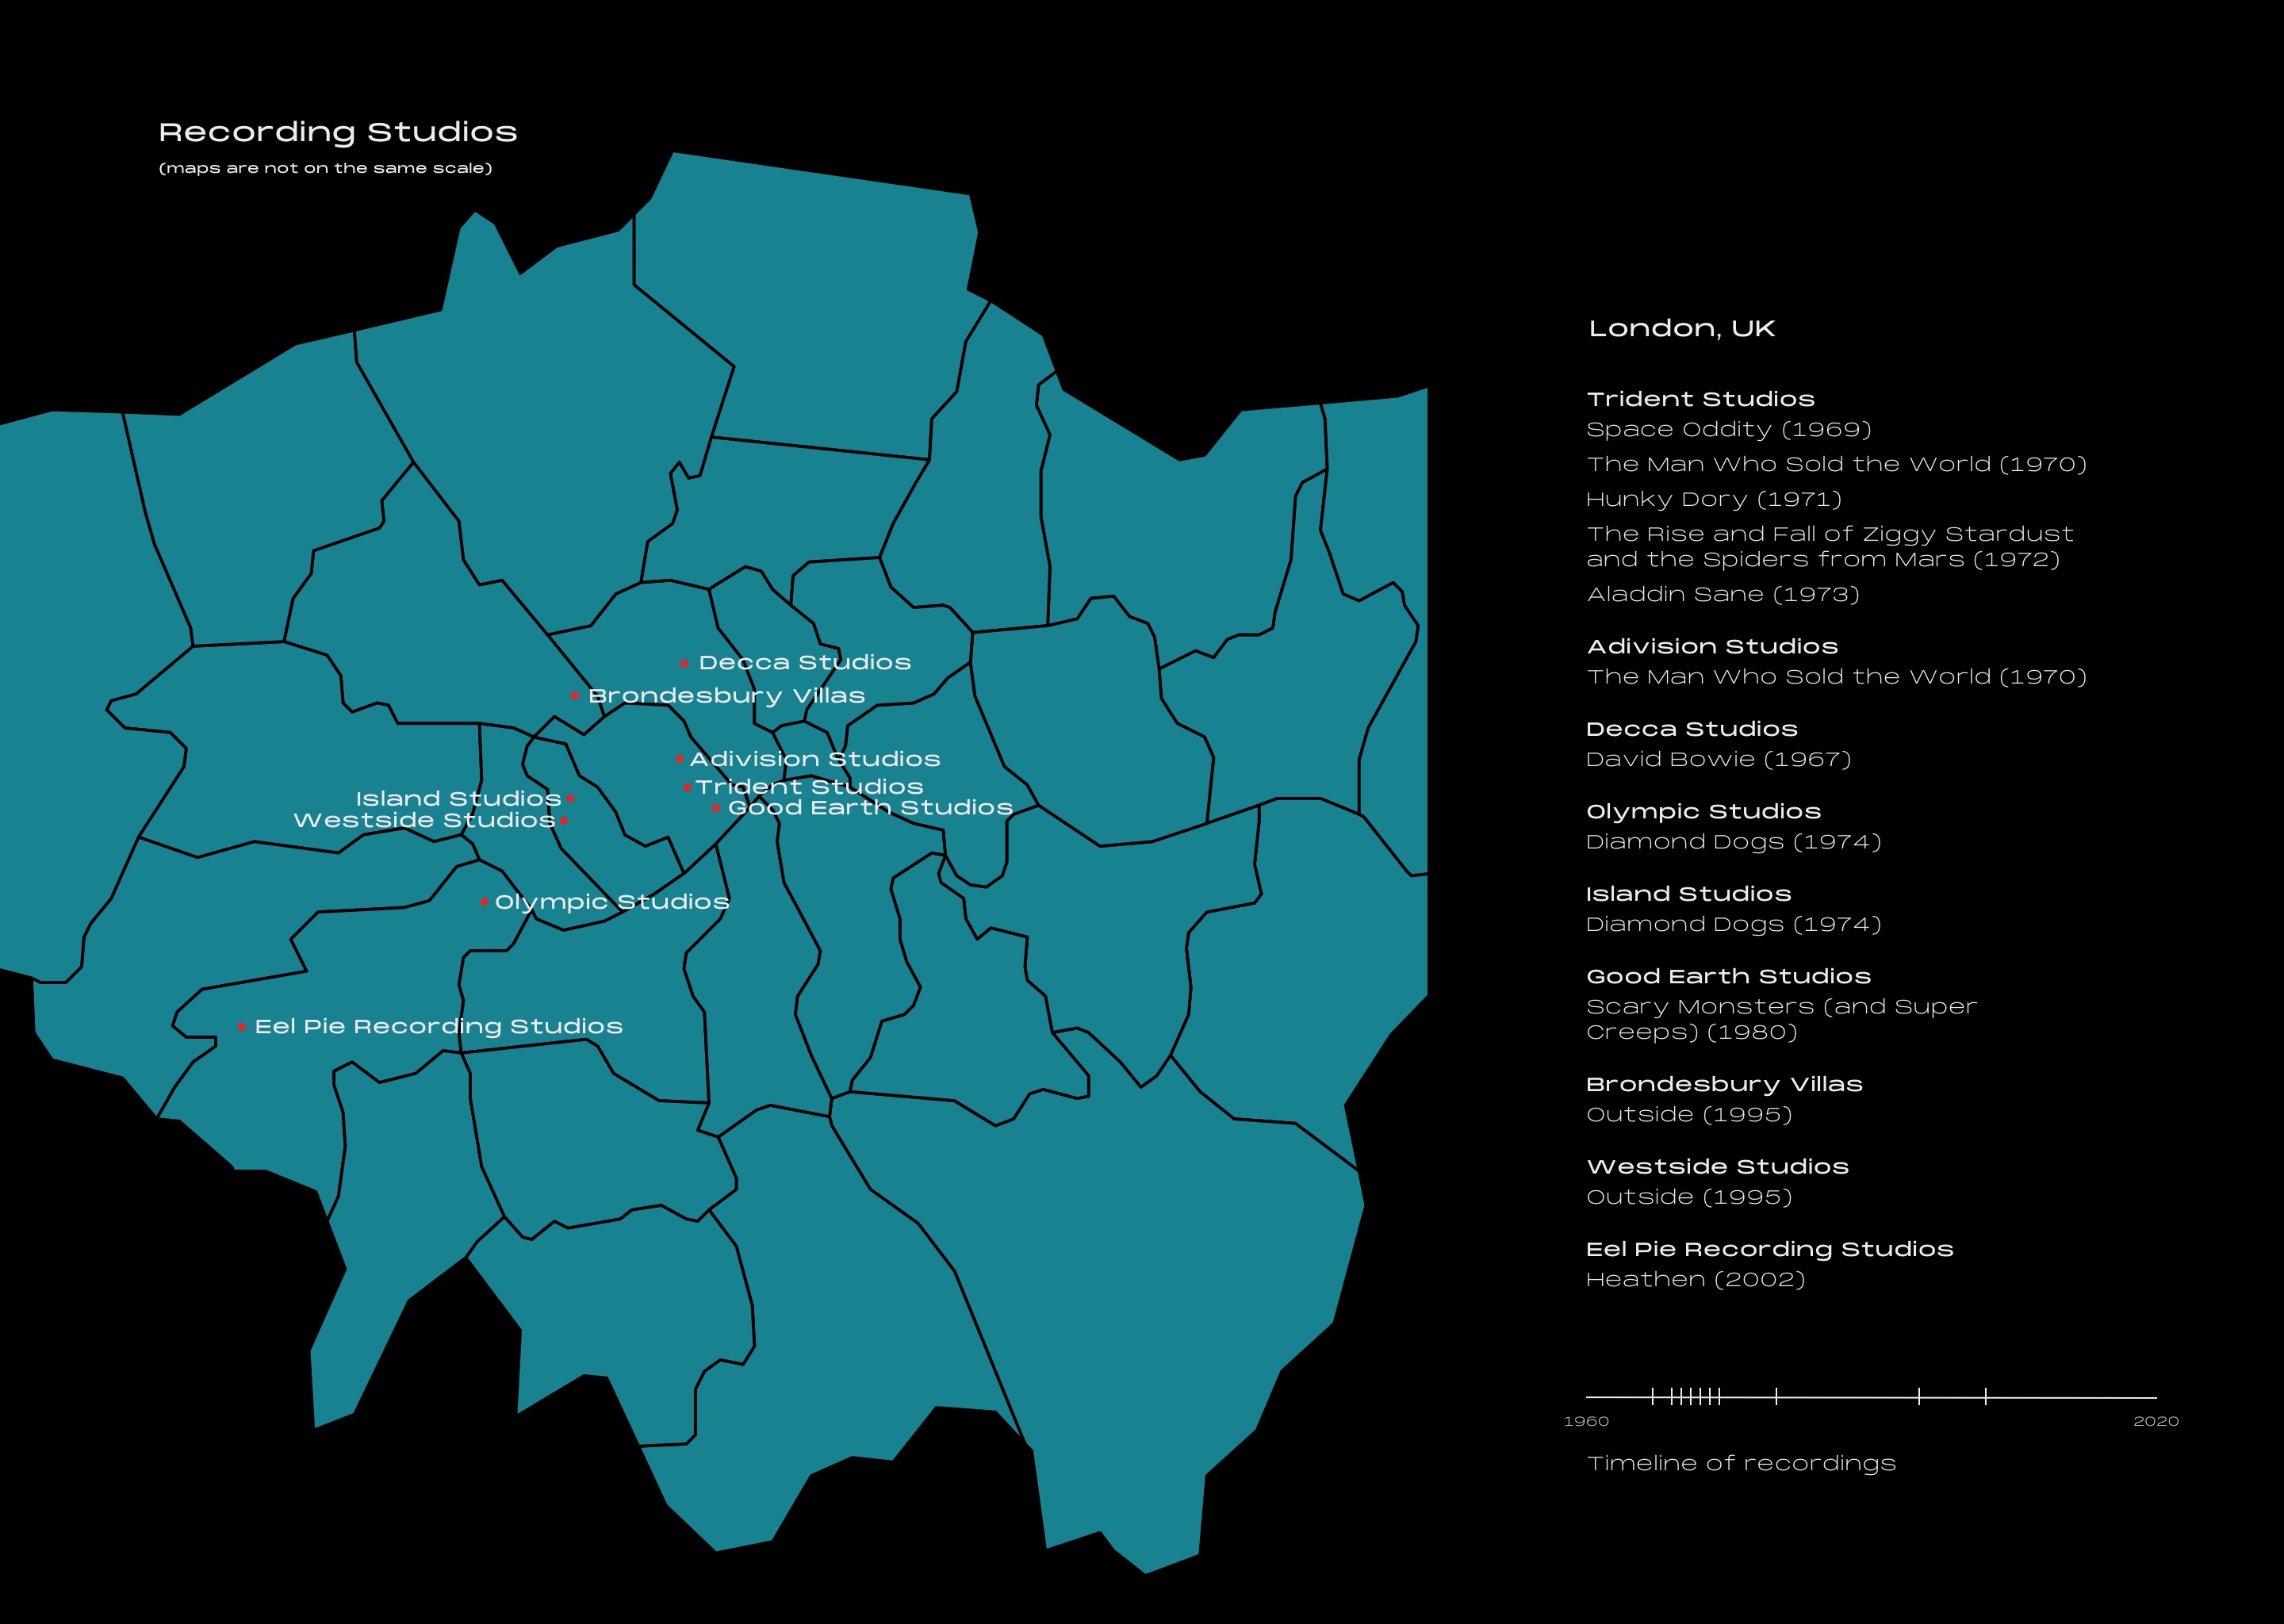 Recording Studios
(maps are not on the same scale)
Decca Studios
Brondesbury Villas
Adivision Studios
Trident Studios
Island Studios
Good Earth Studios
Westside Studios
Olympic Studios
Eel Pie Recording Studios
London, UK
Trident Studios
Space Oddity (1969)
The Man Who Sold the World (1970)
Hunky Dory (1971)
The Rise and Fall of Ziggy Stardust
and the Spiders from Mars (1972)
Aladdin Sane (1973)
Adivision Studios
The Man Who Sold the World (1970)
Decca Studios
David Bowie (1967)
Olympic Studios
Diamond Dogs (1974)
Island Studios
Diamond Dogs (1974)
Good Earth Studios
Scary Monsters (and Super
Creeps) (1980)
Brondesbury Villas
Outside (1995)
Westside Studios
Outside (1995)
Eel Pie Recording Studios
Heathen (2002)
1960
2020
Timeline of recordings